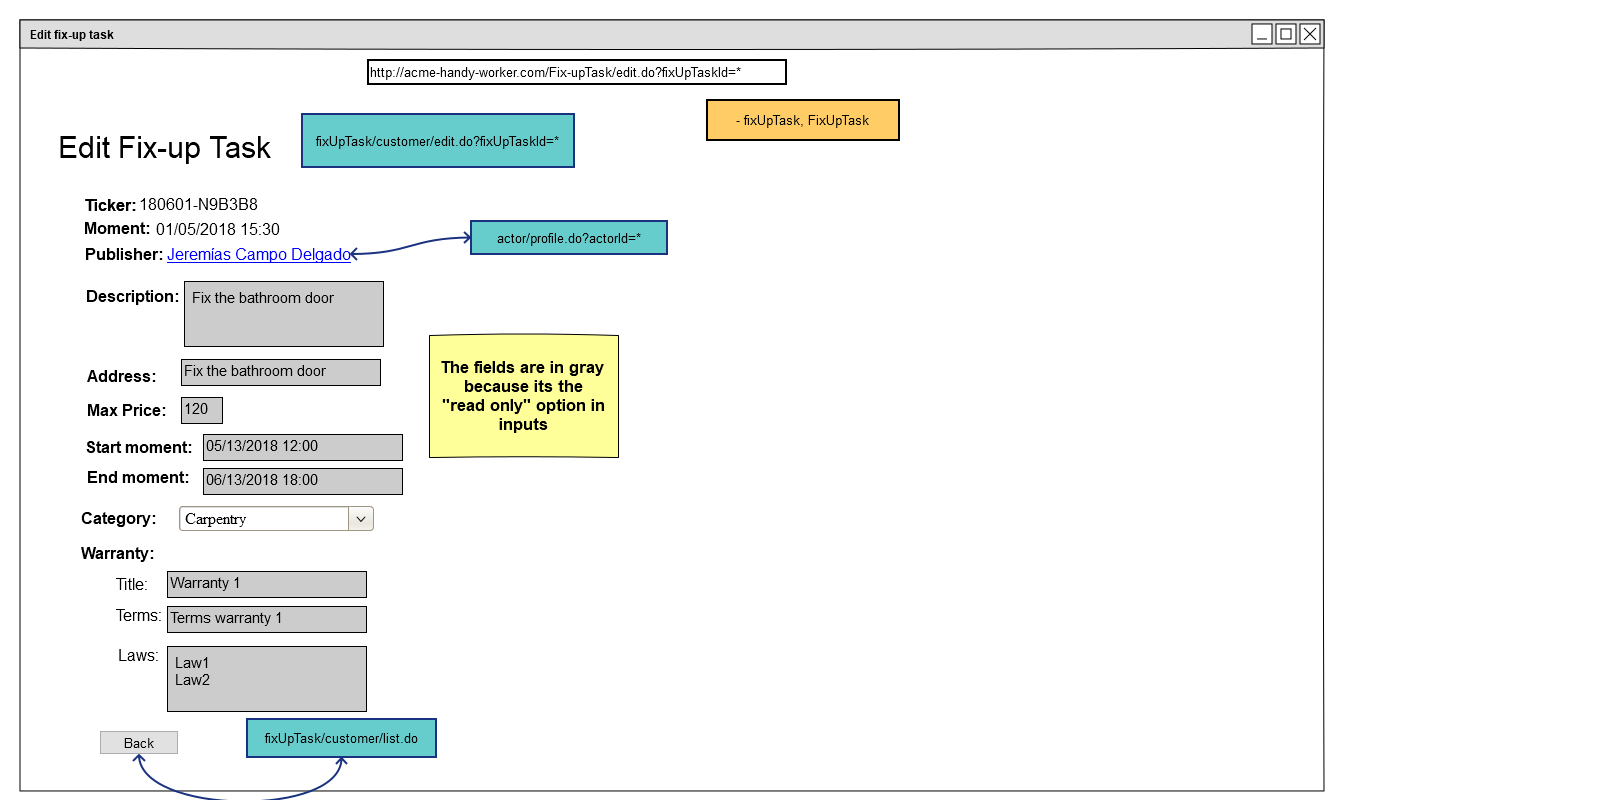 Edit fix-up task
http://acme-handy-worker.com/Fix-upTask/edit.do?fixUpTaskId=*
- fixUpTask, FixUpTask
Edit Fix-up Task
fixUpTask/customer/edit.do?fixUpTaskId=*
Ticker: 180601-N9B3B8
Moment: 01/05/2018 15:30
Publisher: Jeremías Campo Delgado
actor/profile.do?actorId=*
Description: Fix the bathroom door
The fields are in gray
because its the
"read only" option in
inputs
Address: Fix the bathroom door
Max Price: 120
Start moment: 05/13/2018 12:00
End moment: 06/13/2018 18:00
Category: Carpentry
Warranty:
Title: Warranty 1
Terms: Terms warranty 1
Laws: Law1
Law2
Back
fixUpTask/customer/list.do